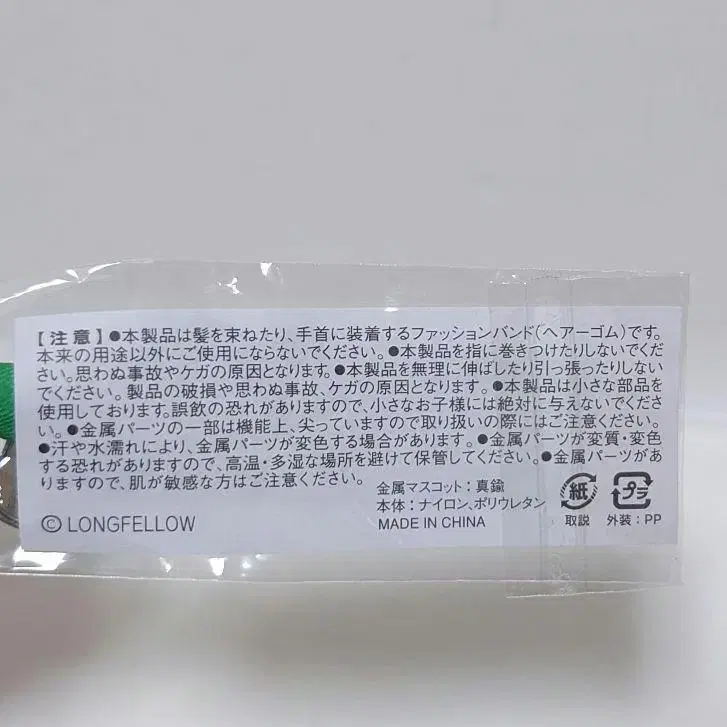 【注意】●本製品は髪を束ねたり、手首に装着するファッションバンド(ヘアーゴム)です。
本来の用途以外にご使用にならないでください。●本製品を指に巻きつけたりしないでくだ
さい。思わぬ事故やケガの原因となります。●本製品を無理に伸ばしたり引っ張ったりしない
でください。製品の破損や思わぬ事故、ケガの原因となります。●本製品は小さな部品を
使用しております。誤飲の恐れがありますので、小さなお子様には絶対に与えないでくださ
い。●金属パーツの一部は機能上、尖っていますので取り扱いの際にはご注意ください。
●汗や水濡れにより、金属パーツが変色する場合があります。●金属パーツが変質・変色
する恐れがありますので、高温・多湿な場所を避けて保管してください。●金属パーツがあ
りますので、肌が敏感な方はご注意ください。
金属マスコット:真鍮
本体:ナイロン、ポリウレタン
MADE IN CHINA
© LONGFELLOW
紙
取説
プラ
外装:PP